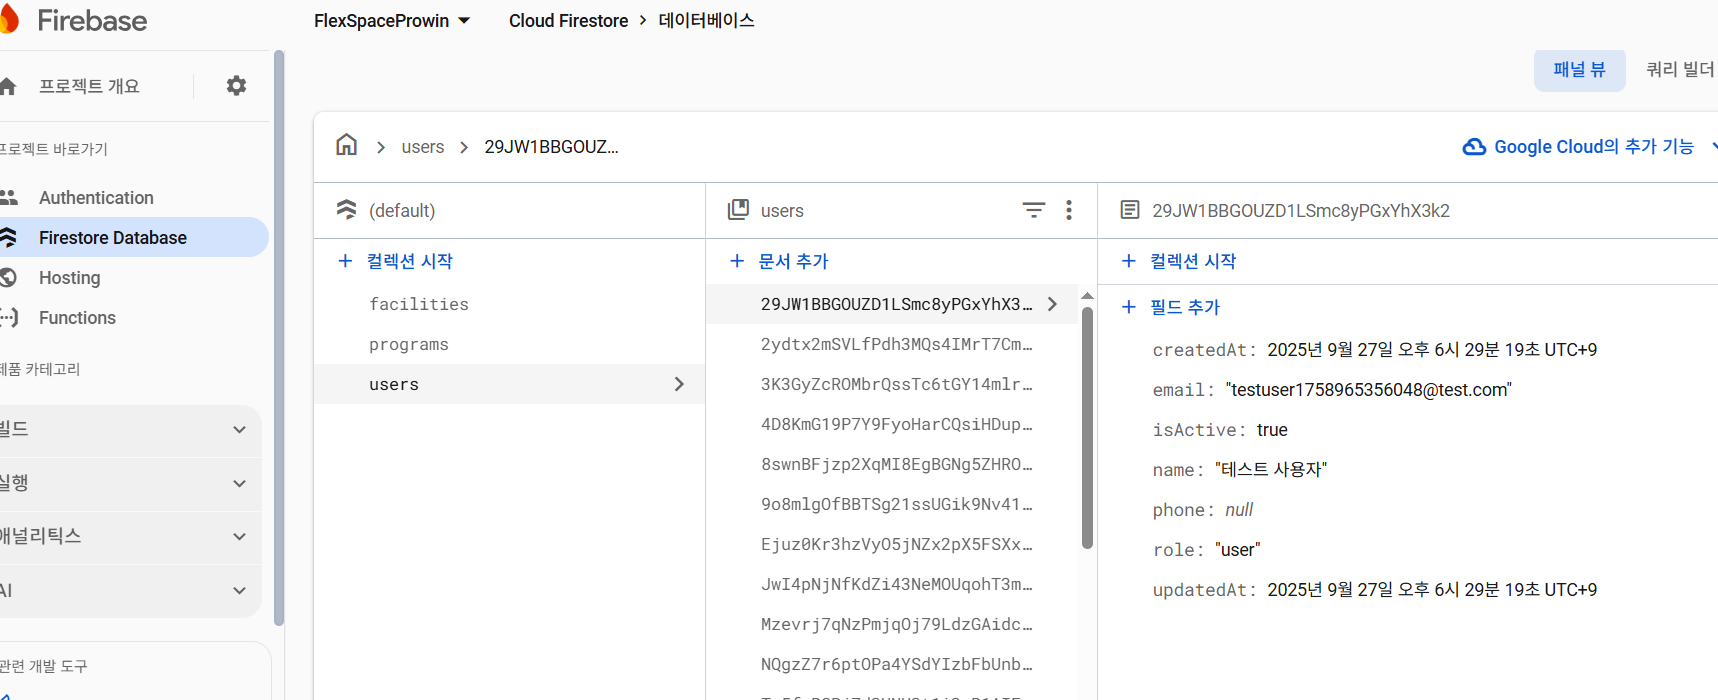 Firebase
FlexSpaceProwin
Cloud Firestore > 데이터베이스
패널 뷰
쿼리 빌더
프로젝트 개요
프로젝트 바로가기
Authentication
Firestore Database
Hosting
Functions
제품 카테고리
빌드
실행
애널리틱스
AI
관련 개발 도구
users > 29JW1BBGOUZ...
Google Cloud의 추가 기능
(default)
+ 컬렉션 시작
facilities
programs
users
users
+ 문서 추가
29JW1BBGOUZD1LSmc8yPGxYhX3...
2ydtx2mSVLfPdh3MQs4IMrT7Cm...
3K3GyZcROMbrQssTc6tGY14mlr...
4D8KmG19P7Y9FyoHarCQsiHDup...
8swnBFjzp2XqMI8EgBGNg5ZHRO...
9o8mlgOfBBTSg21ssUGik9Nv41...
Ejuz0Kr3hzVyO5jNZx2pX5FSXx...
JwI4pNjNfKdZi43NeMOUqohT3m...
Mzevrj7qNzPmjqOj79LdzGAidc...
NQgzZ7r6ptOPa4YSdYIzbFbUnb...
29JW1BBGOUZD1LSmc8yPGxYhX3k2
+ 컬렉션 시작
+ 필드 추가
createdAt: 2025년 9월 27일 오후 6시 29분 19초 UTC+9
email: "testuser1758965356048@test.com"
isActive: true
name: "테스트 사용자"
phone: null
role: "user"
updatedAt: 2025년 9월 27일 오후 6시 29분 19초 UTC+9